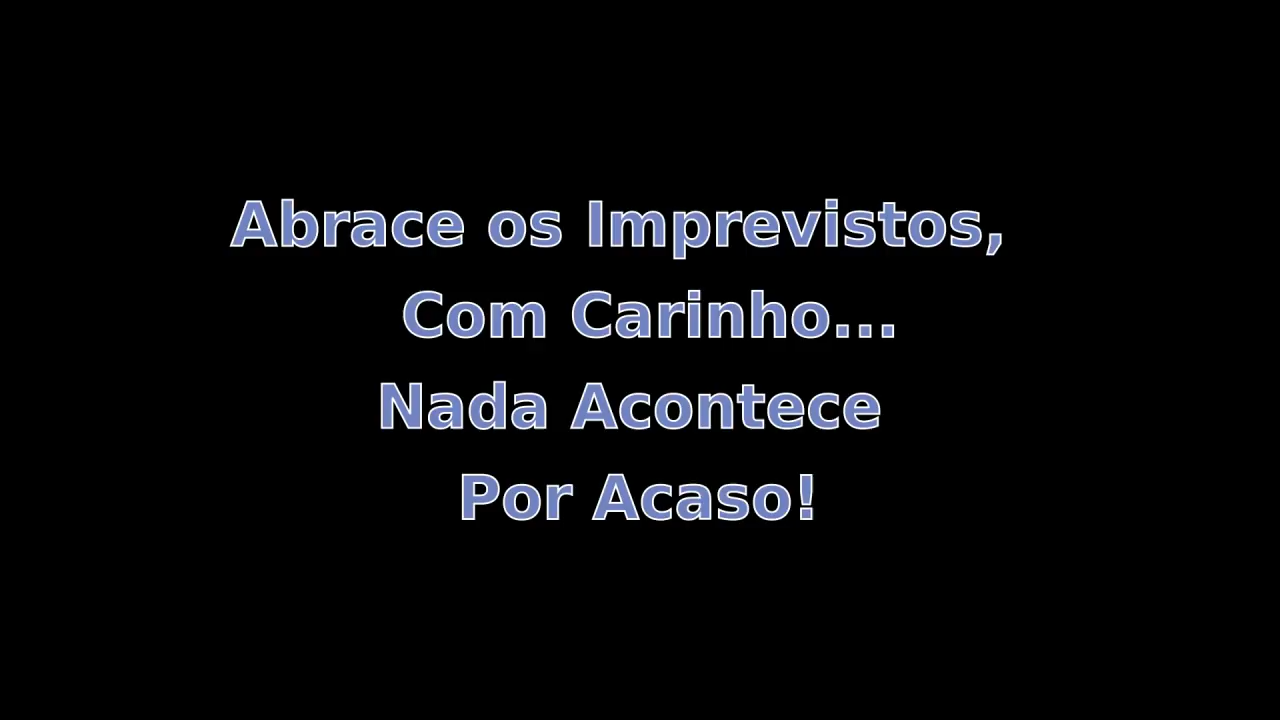 Abrace os Imprevistos,
Com Carinho...
Nada Acontece
Por Acaso!